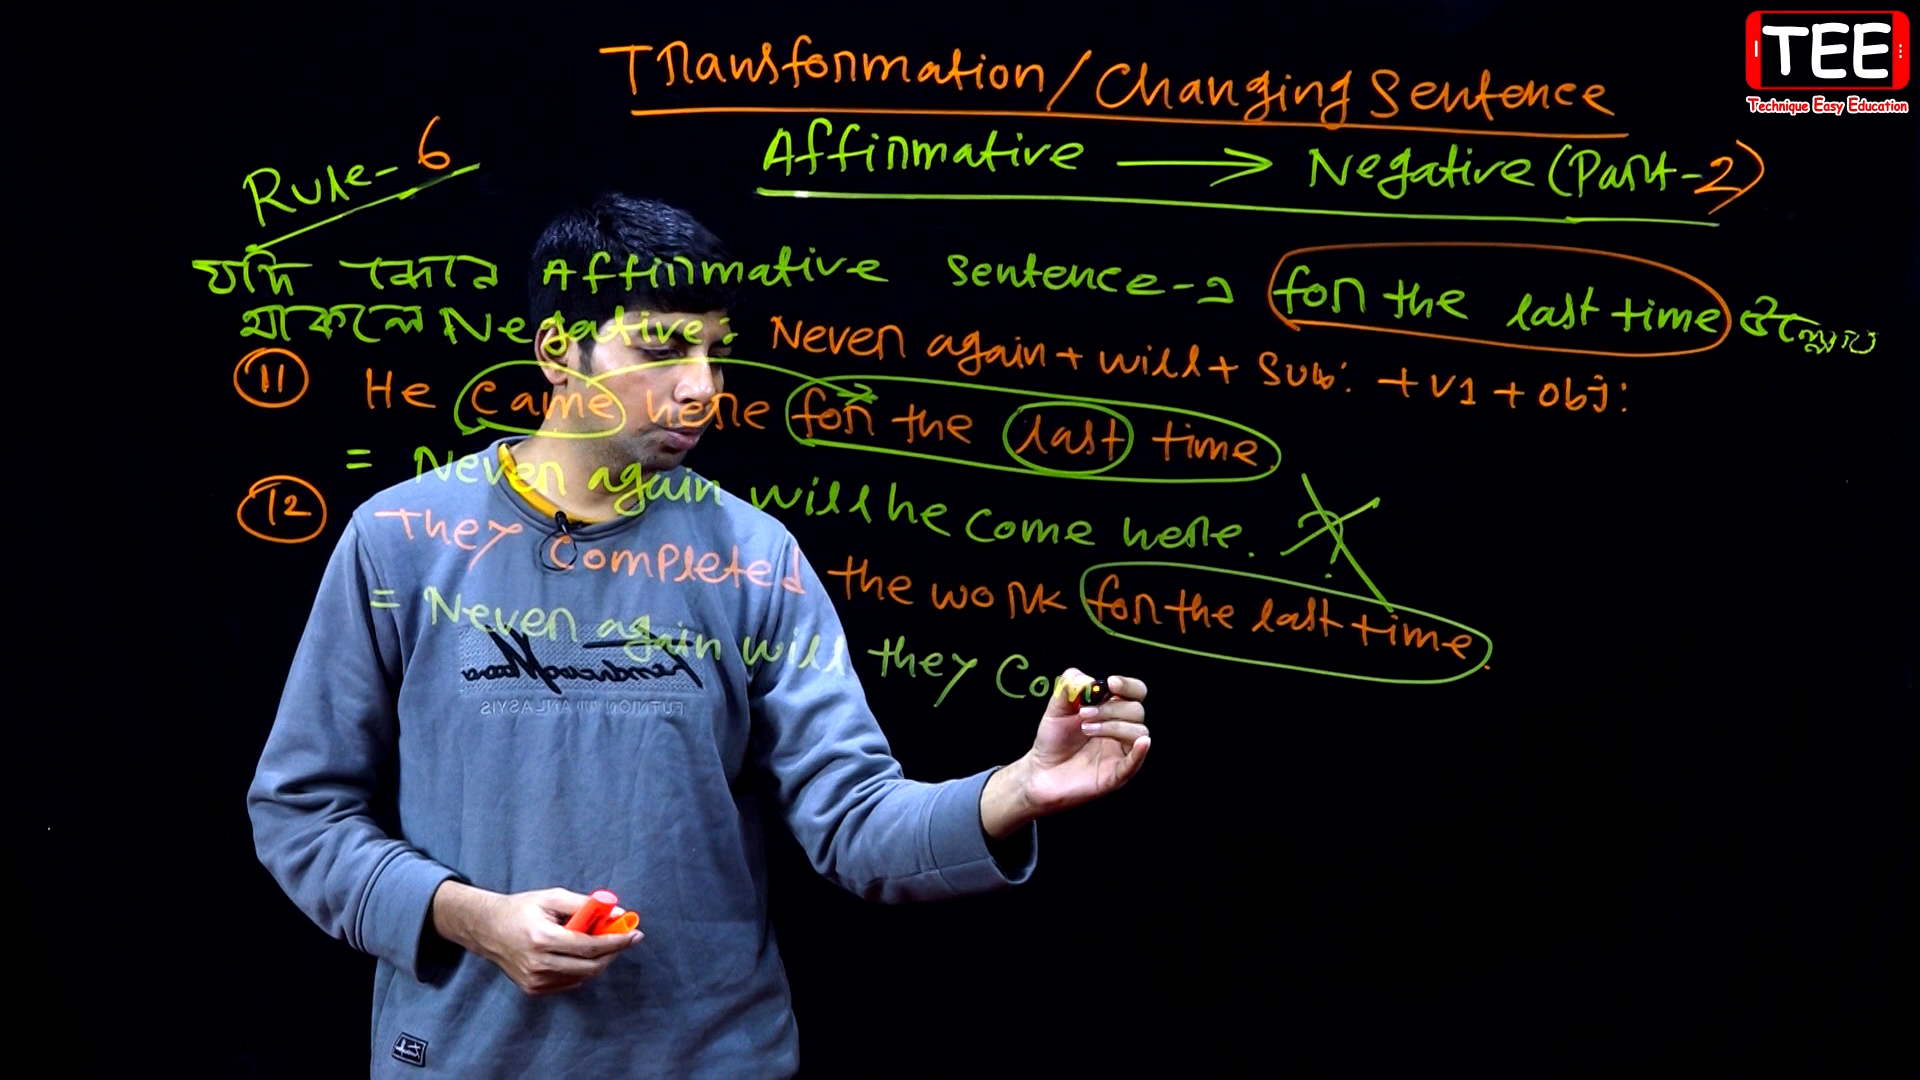 TEE
Technique Easy Education
Transformation/Changing Sentence
Affirmative → Negative (Part-2)
Rule-6
যদি কোনো Affirmative sentence-এ for the last time উল্লেখ
থাকলে Negative: Never again + will + Sub: + V1 + obj:
11 He came here for the last time.
= Never again will he come here.
12 They completed the work for the last time.
= Never again will they Com